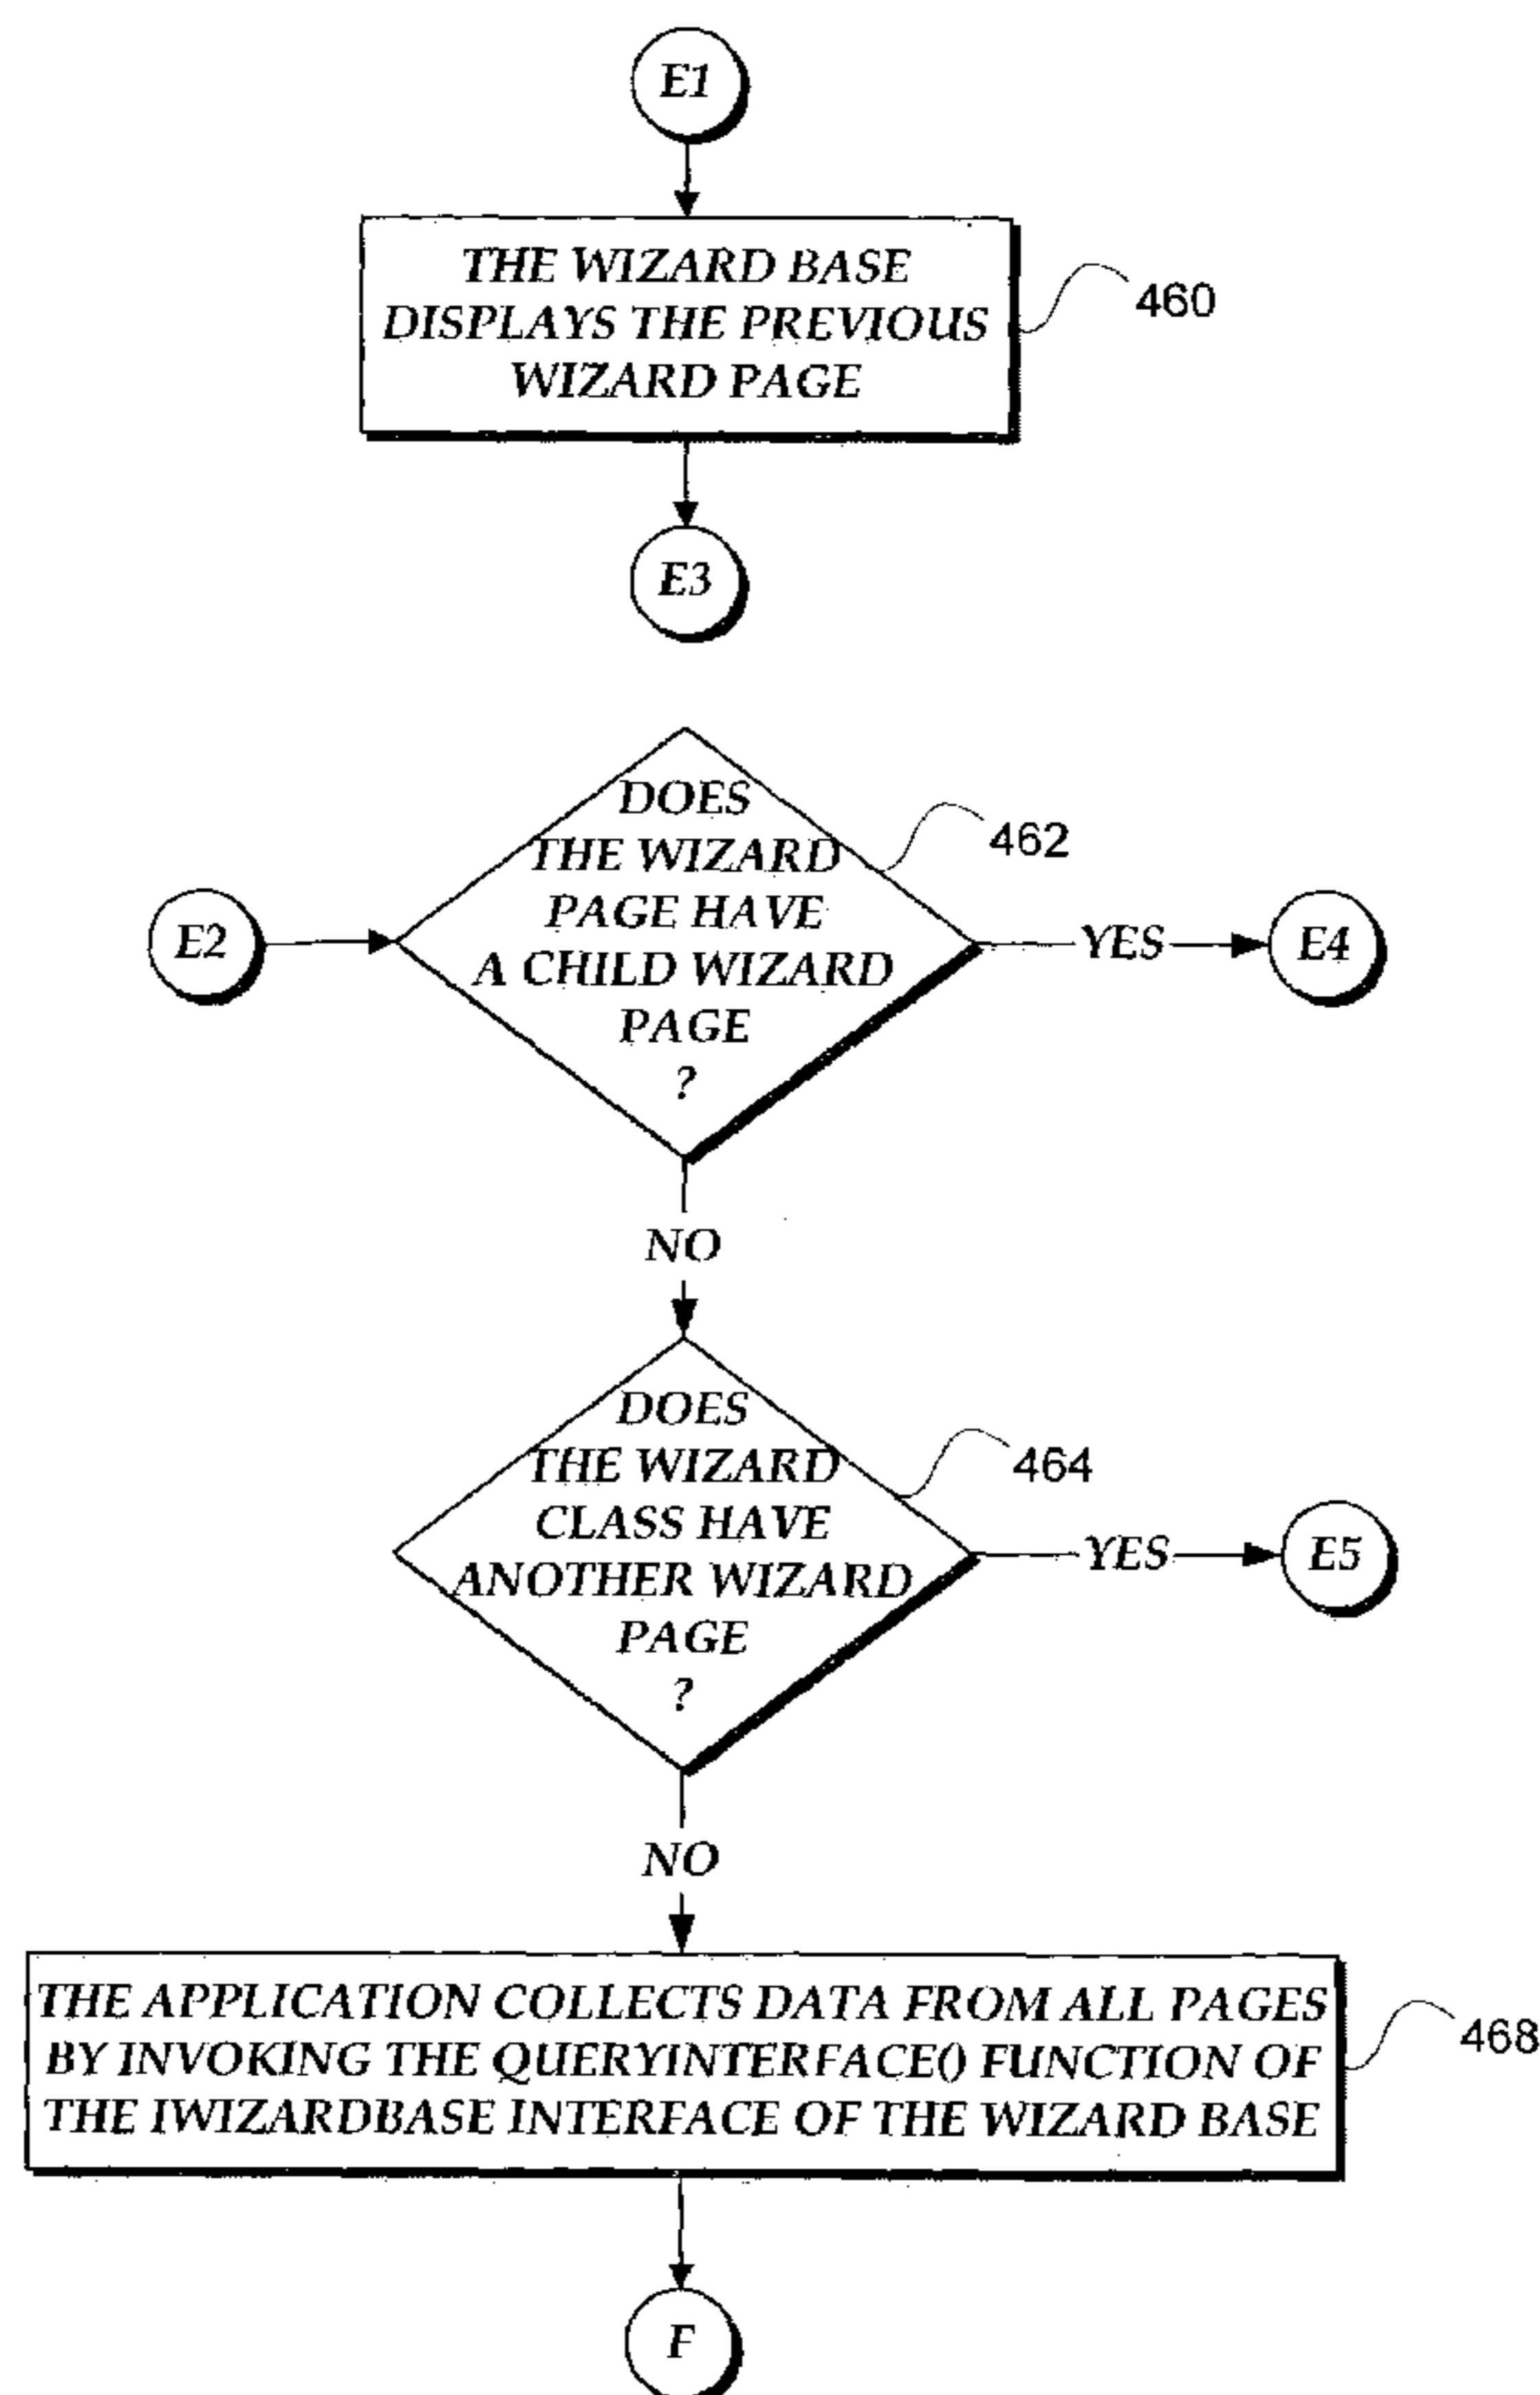 E1
THE WIZARD BASE
DISPLAYS THE PREVIOUS
WIZARD PAGE
460
E3
DOES
THE WIZARD
PAGE HAVE
A CHILD WIZARD
PAGE
?
462
E2
YES
E4
NO
DOES
THE WIZARD
CLASS HAVE
ANOTHER WIZARD
PAGE
?
464
YES
E5
NO
THE APPLICATION COLLECTS DATA FROM ALL PAGES
BY INVOKING THE QUERYINTERFACE() FUNCTION OF
THE IWIZARDBASE INTERFACE OF THE WIZARD BASE
468
F